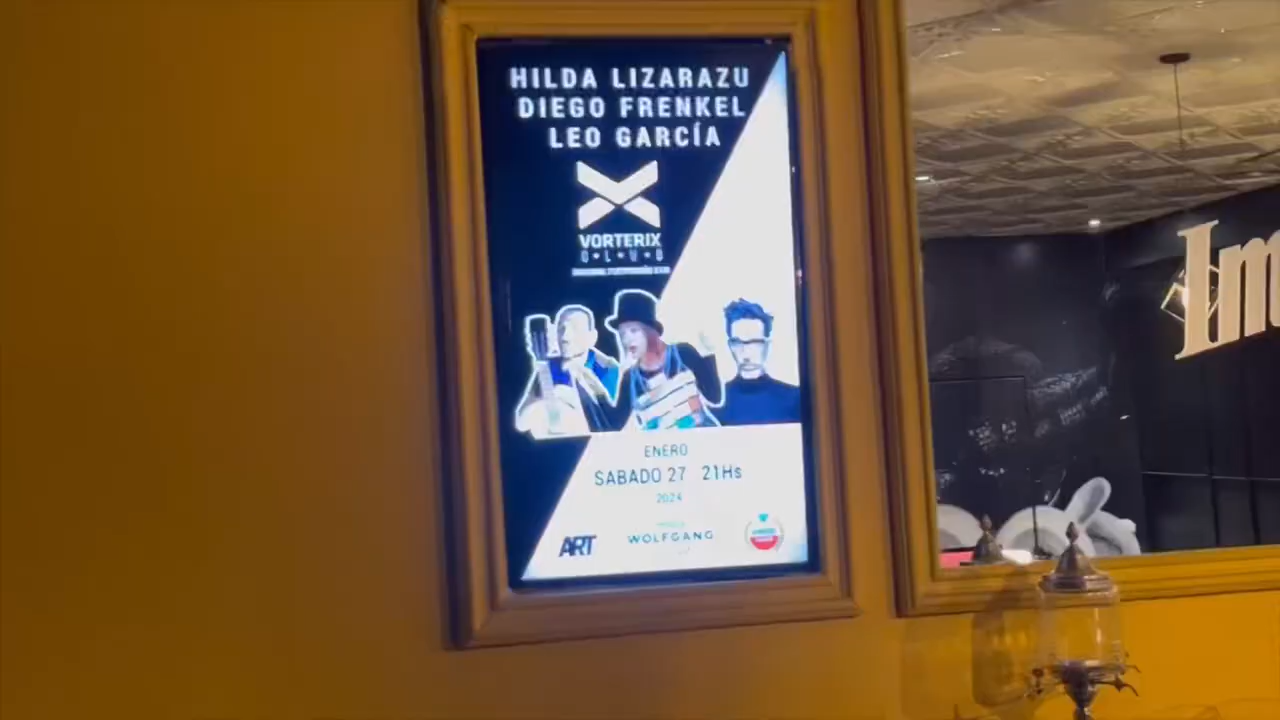 HILDA LIZARAZU
DIEGO FRENKEL
LEO GARCÍA
VORTERIX
ENERO
SABADO 27 21Hs
2024
ART
WOLFGANG
Im